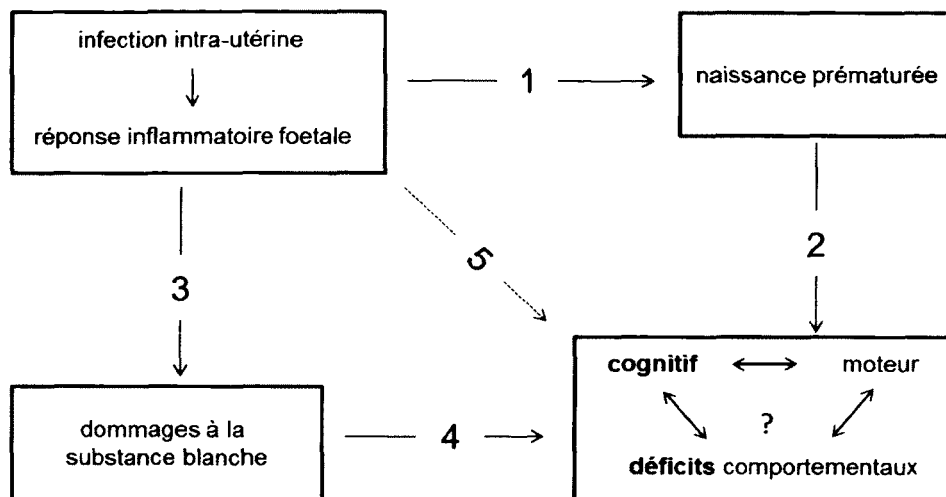 infection intra-utérine
réponse inflammatoire foetale
1
naissance prématurée
3
5
2
dommages à la
substance blanche
4
cognitif
moteur
?
déficits comportementaux